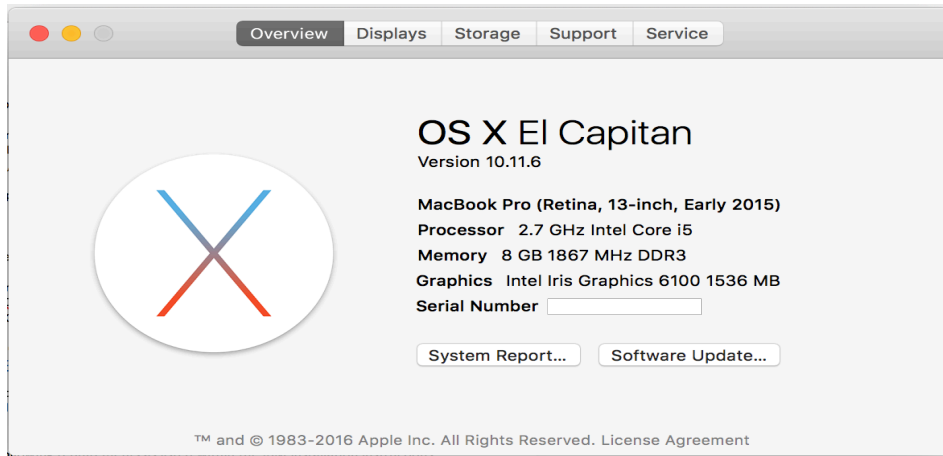 Overview Displays Storage Support Service
OS X El Capitan
Version 10.11.6
MacBook Pro (Retina, 13-inch, Early 2015)
Processor 2.7 GHz Intel Core i5
Memory 8 GB 1867 MHz DDR3
Graphics Intel Iris Graphics 6100 1536 MB
Serial Number
System Report... Software Update...
™ and © 1983-2016 Apple Inc. All Rights Reserved. License Agreement